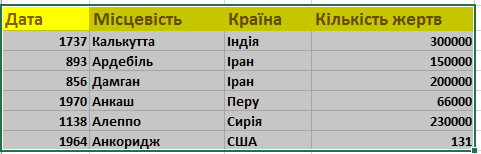 Дата Місцевість Країна Кількість жертв
1737 Калькутта Індія 300000
893 Ардебіль Іран 150000
856 Дамган Іран 200000
1970 Анкаш Перу 66000
1138 Алеппо Сирія 230000
1964 Анкоридж США 131